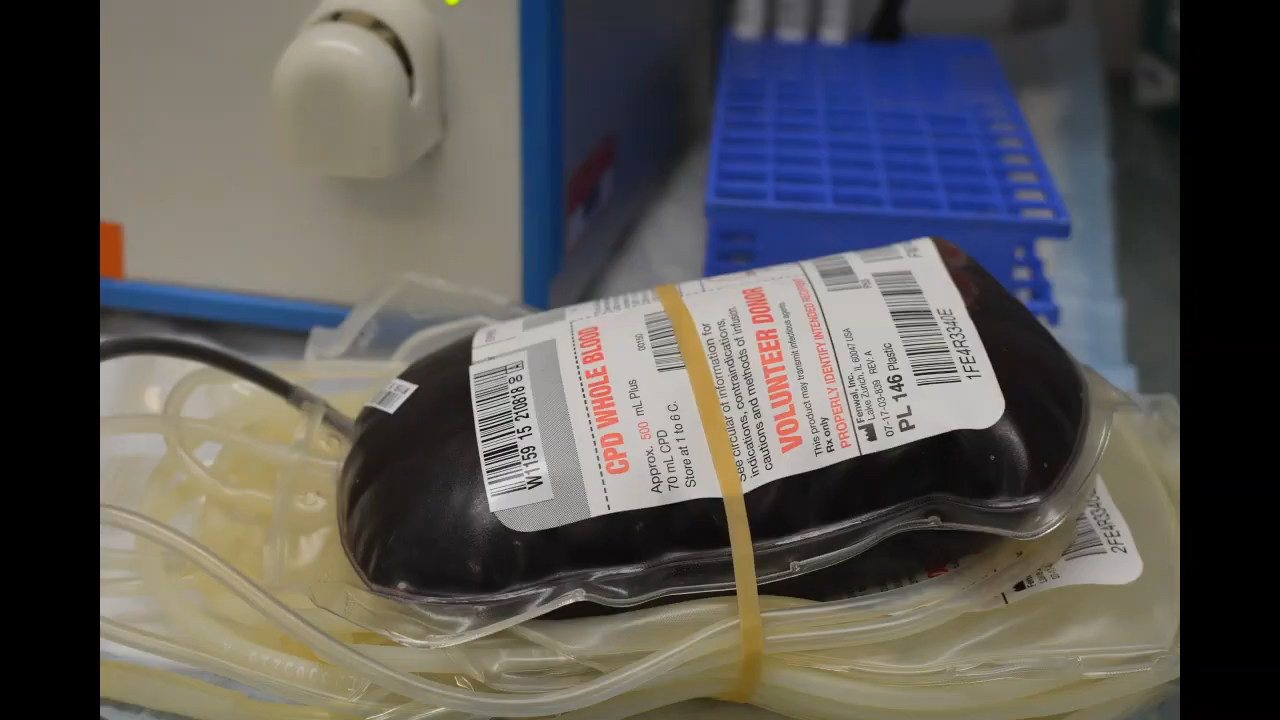 W1159 15 210818
CPD WHOLE BLOOD
Approx. 500 mL Plus
70 mL CPD
Store at 1 to 6 C.
See circular of information for
indications, contraindications,
cautions and methods of infusion
VOLUNTEER DONOR
This product may transmit infectious agents
Rx only
PROPERLY IDENTIFY INTENDED RECIPIENT
Fenwal, Inc.
Lake Zurich, IL 60047 USA
07-17-03-839 REV: A
PL 146 Plastic
1FE4R3340E